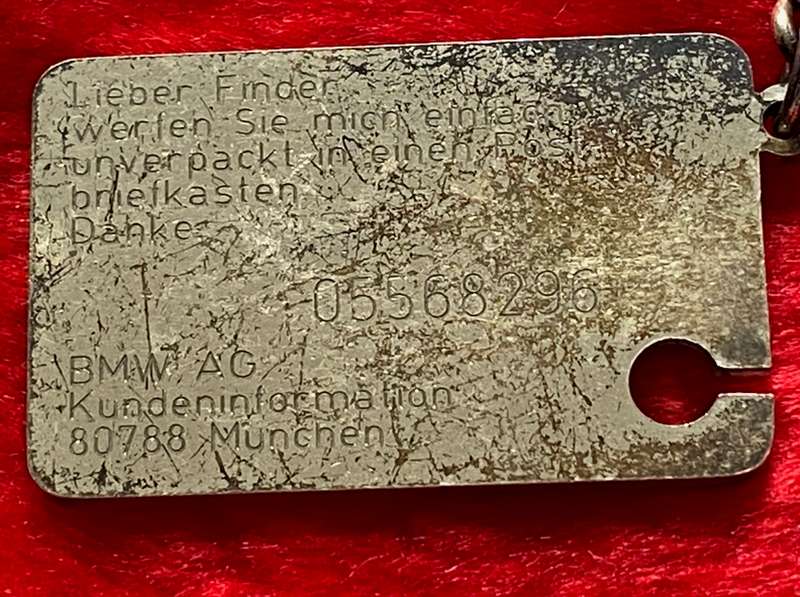 Lieber Finder
werfen Sie mich einfach
unverpackt in einen Post
briefkasten
Danke
05568296
BMW AG
Kundeninformation
80788 München